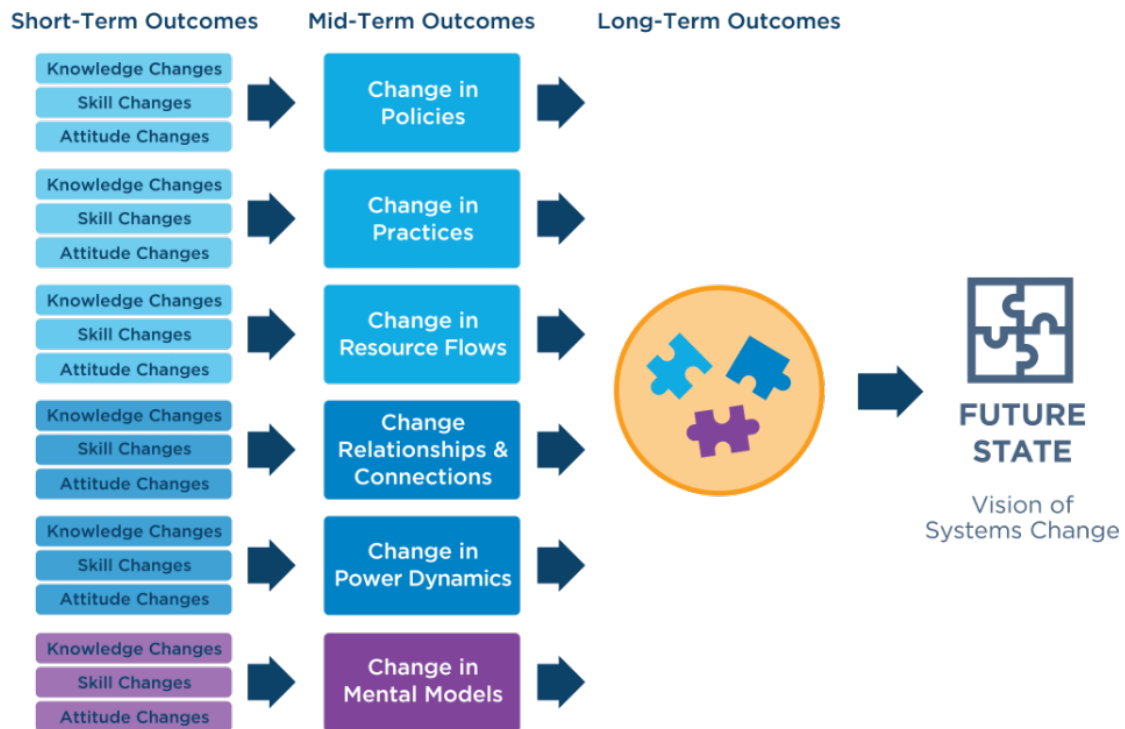 Short-Term Outcomes
Mid-Term Outcomes
Long-Term Outcomes
Knowledge Changes
Skill Changes
Attitude Changes
Change in
Policies
Knowledge Changes
Skill Changes
Attitude Changes
Change in
Practices
Knowledge Changes
Skill Changes
Attitude Changes
Change in
Resource Flows
Knowledge Changes
Skill Changes
Attitude Changes
Change
Relationships &
Connections
Knowledge Changes
Skill Changes
Attitude Changes
Change in
Power Dynamics
Knowledge Changes
Skill Changes
Attitude Changes
Change in
Mental Models
FUTURE
STATE
Vision of
Systems Change